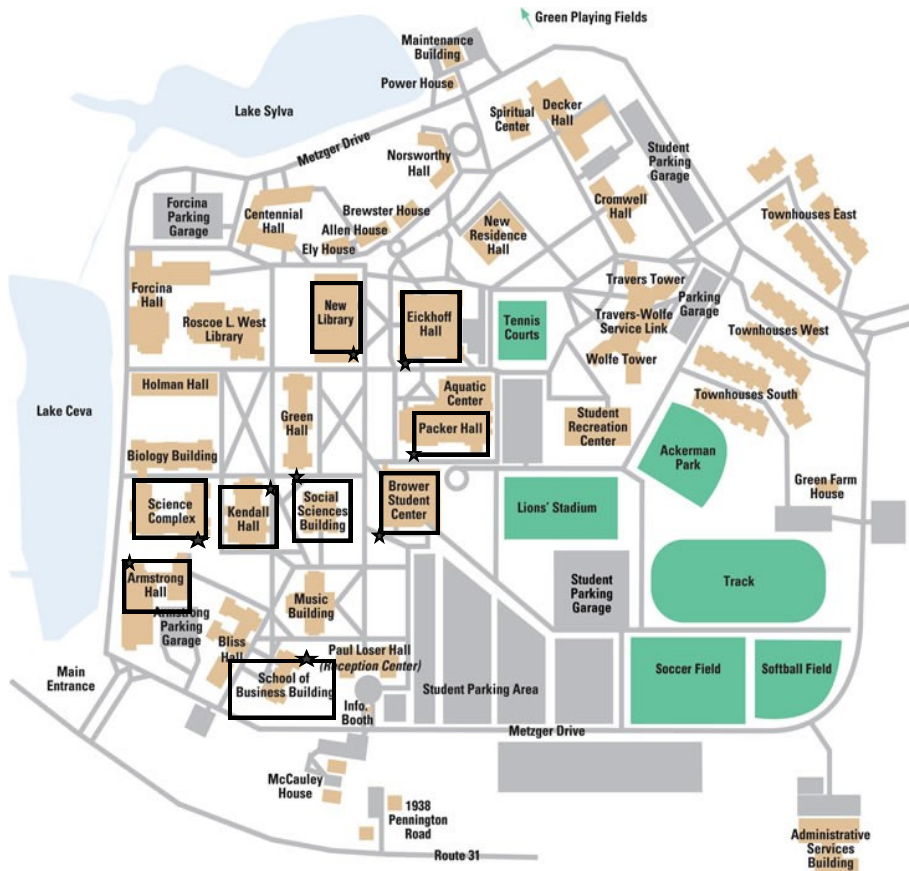 Green Playing Fields
Maintenance
Building
Power House
Lake Sylva
Spiritual
Center
Decker
Hall
Metzger Drive
Norsworthy
Hall
Student
Parking
Garage
Forcina
Parking
Garage
Centennial
Hall
Brewster House
Allen House
Ely House
New
Residence
Hall
Cromwell
Hall
Townhouses East
Forcina
Hall
Roscoe L. West
Library
New
Library
Eickhoff
Hall
Tennis
Courts
Travers Tower
Travers-Wolfe
Service Link
Wolfe Tower
Parking
Garage
Townhouses West
Townhouses South
Lake Ceva
Holman Hall
Green
Hall
Aquatic
Center
Packer Hall
Student
Recreation
Center
Ackerman
Park
Biology Building
Science
Complex
Kendall
Hall
Social
Sciences
Building
Brower
Student
Center
Lions' Stadium
Green Farm
House
Armstrong
Hall
Armstrong
Parking
Garage
Music
Building
Student
Parking
Garage
Track
Bliss
Hall
Paul Loser Hall
(Reception Center)
School of
Business Building
Main
Entrance
Info.
Booth
Student Parking Area
Soccer Field
Softball Field
Metzger Drive
McCauley
House
1938
Pennington
Road
Route 31
Administrative
Services
Building